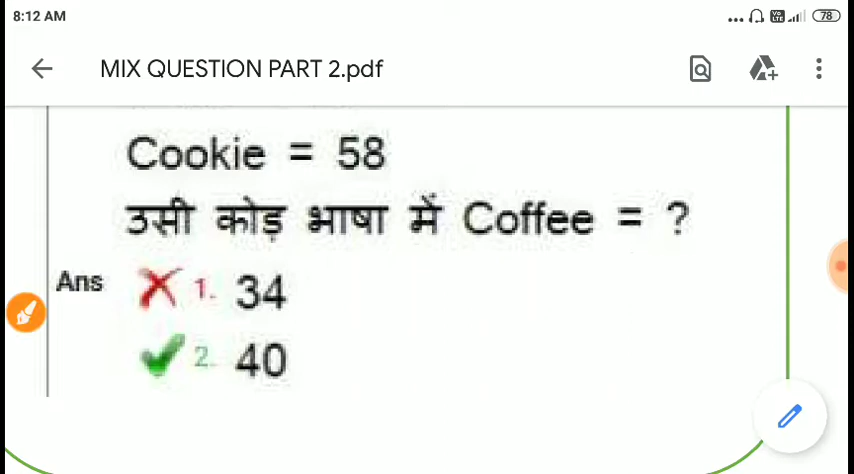 8:12 AM
78
MIX QUESTION PART 2.pdf
Cookie = 58
उसी कोड़ भाषा में Coffee = ?
Ans
1. 34
2. 40